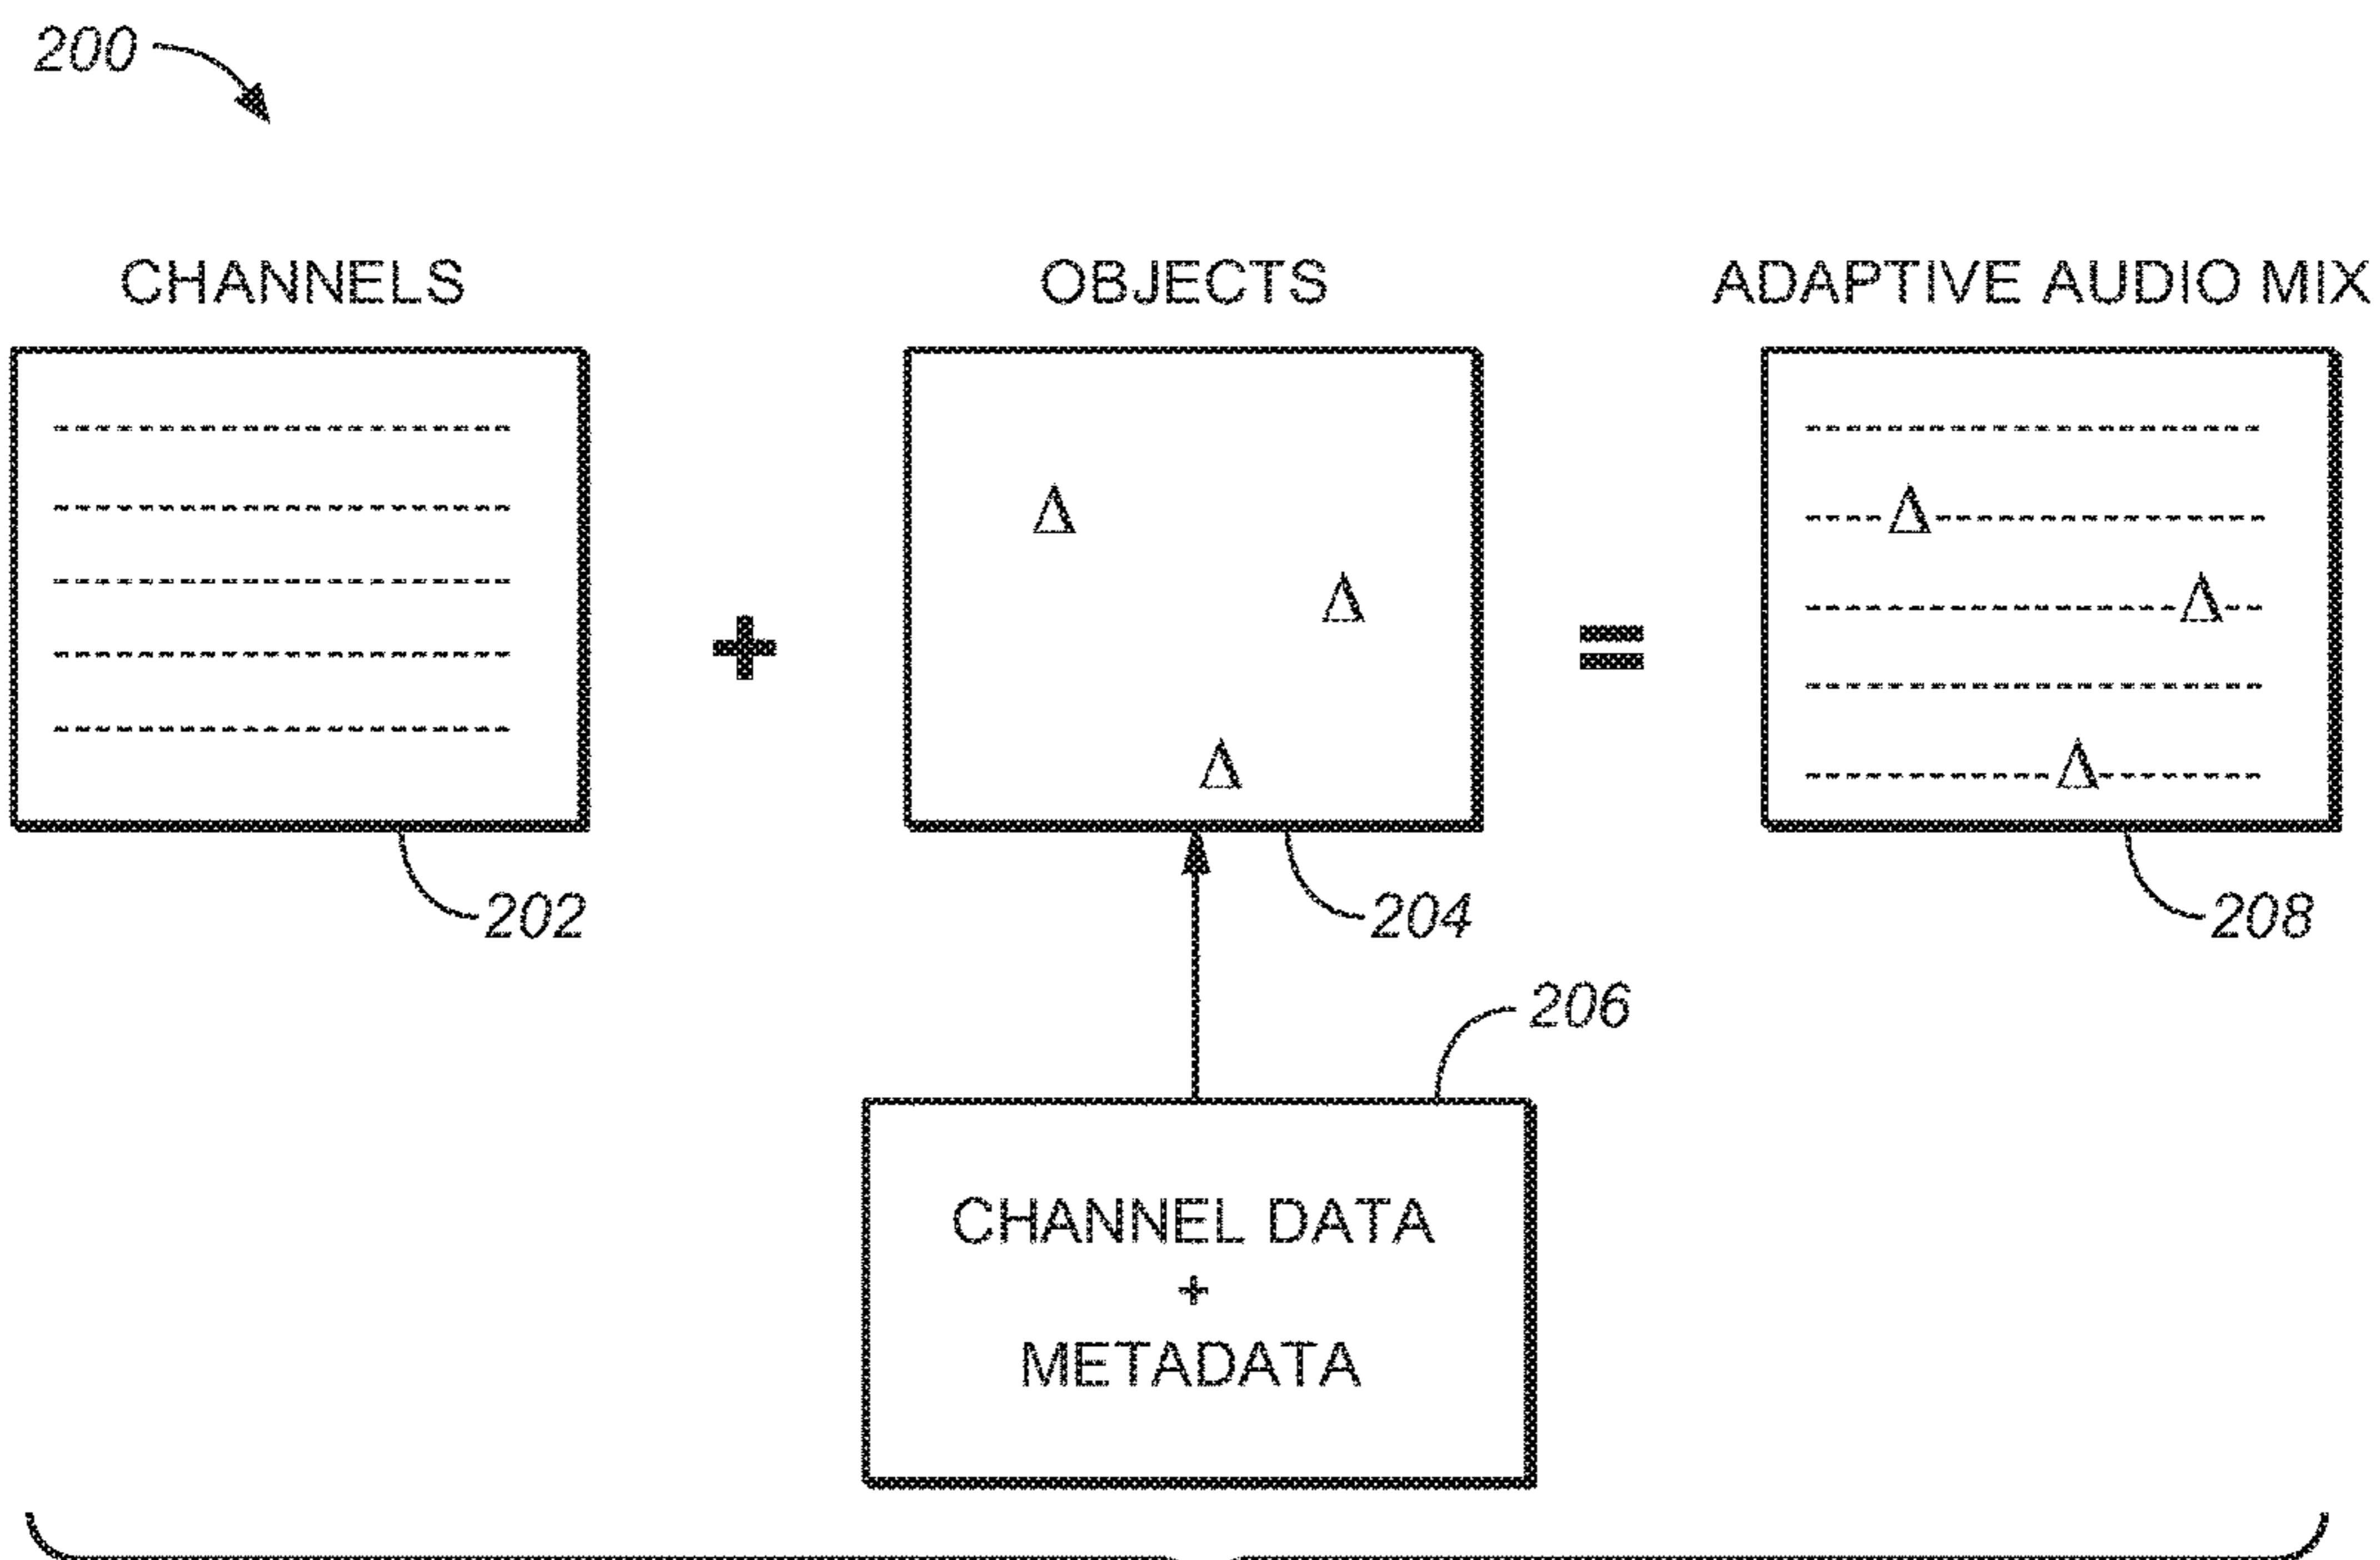 200
CHANNELS
OBJECTS
ADAPTIVE AUDIO MIX
Δ
Δ
Δ
+
=
Δ
Δ
Δ
202
204
208
206
CHANNEL DATA
+
METADATA